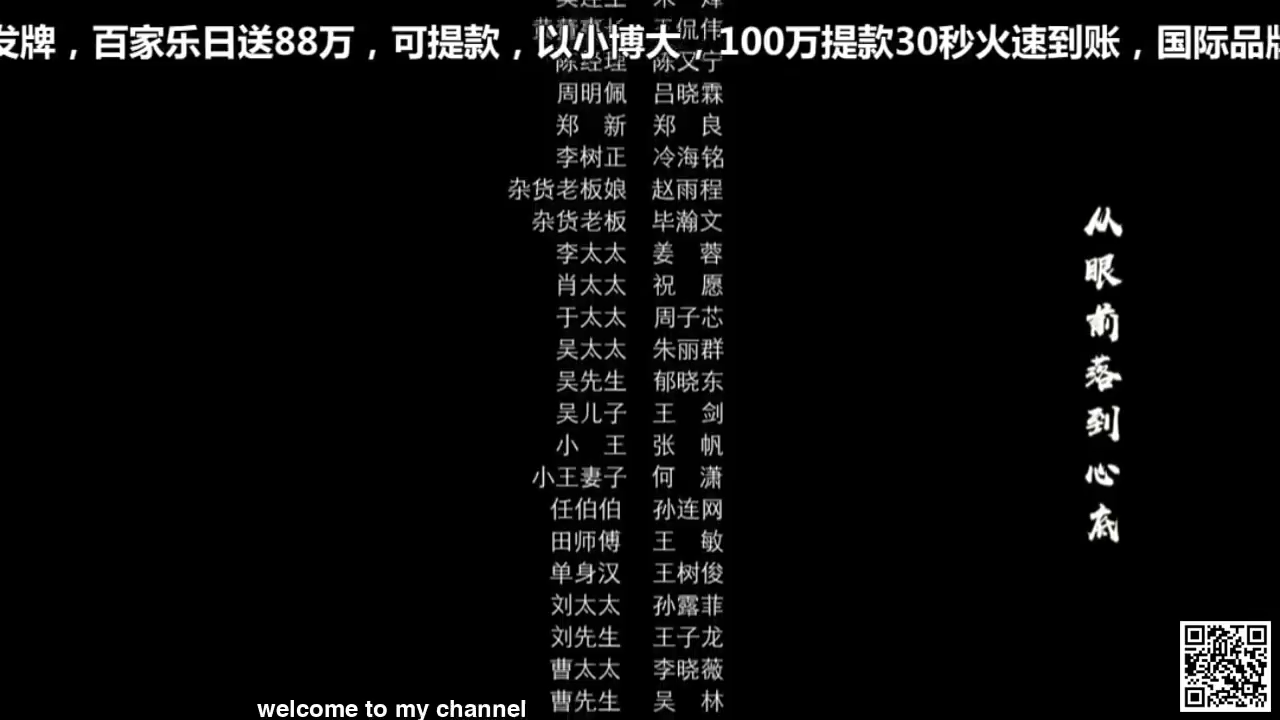 发牌，百家乐日送88万，可提款，以小博大，100万提款30秒火速到账，国际品牌
陈经理 陈又宁
周明佩 吕晓霖
郑 新 郑 良
李树正 冷海铭
杂货老板娘 赵雨程
杂货老板 毕瀚文
李太太 姜 蓉
肖太太 祝 愿
于太太 周子芯
吴太太 朱丽群
吴先生 郁晓东
吴儿子 王 剑
小 王 张 帆
小王妻子 何 潇
任伯伯 孙连网
田师傅 王 敏
单身汉 王树俊
刘太太 孙露菲
刘先生 王子龙
曹太太 李晓薇
曹先生 吴 林
从眼前落到心底
welcome to my channel